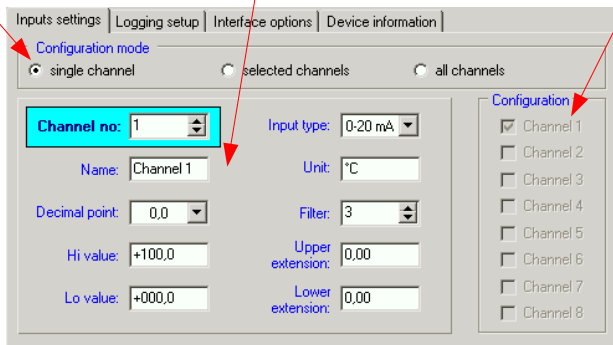 Inputs settings Logging setup Interface options Device information
Configuration mode
single channel selected channels all channels
Configuration
Channel no: 1 Input type: 0-20 mA
Channel 1
Channel 2
Name: Channel 1 Unit: °C
Channel 3
Decimal point: 0,0 Filter: 3
Channel 4
Channel 5
Hi value: +100,0 Upper extension: 0,00
Channel 6
Channel 7
Lo value: +000,0 Lower extension: 0,00
Channel 8